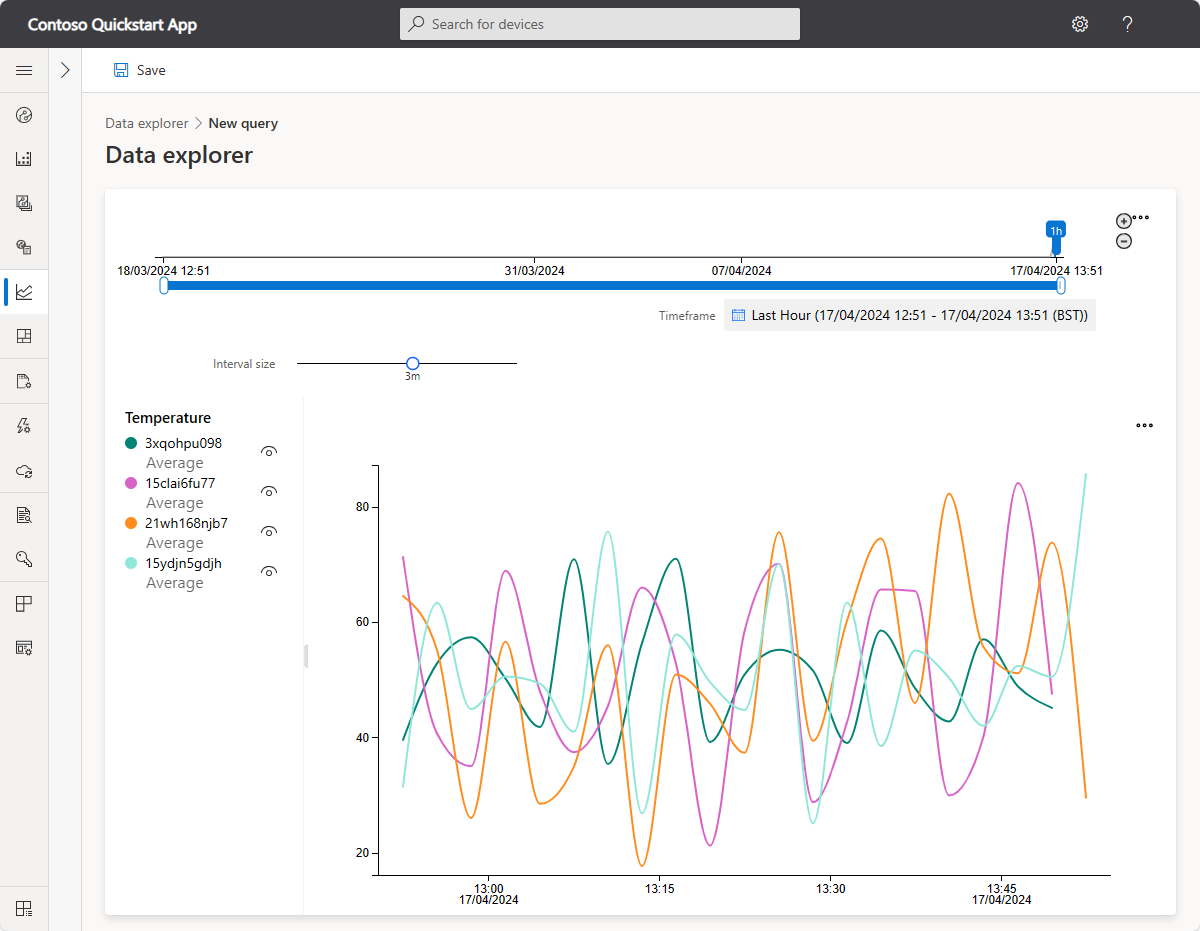 Contoso Quickstart App
Search for devices
?
Save
Data explorer > New query
Data explorer
1h
18/03/2024 12:51 31/03/2024 07/04/2024 17/04/2024 13:51
Timeframe Last Hour (17/04/2024 12:51 - 17/04/2024 13:51 (BST))
Interval size
3m
Temperature
3xqohpu098
Average
15clai6fu77
Average
21wh168njb7
Average
15ydjn5gdjh
Average
80
60
40
20
13:00 13:15 13:30 13:45
17/04/2024 17/04/2024